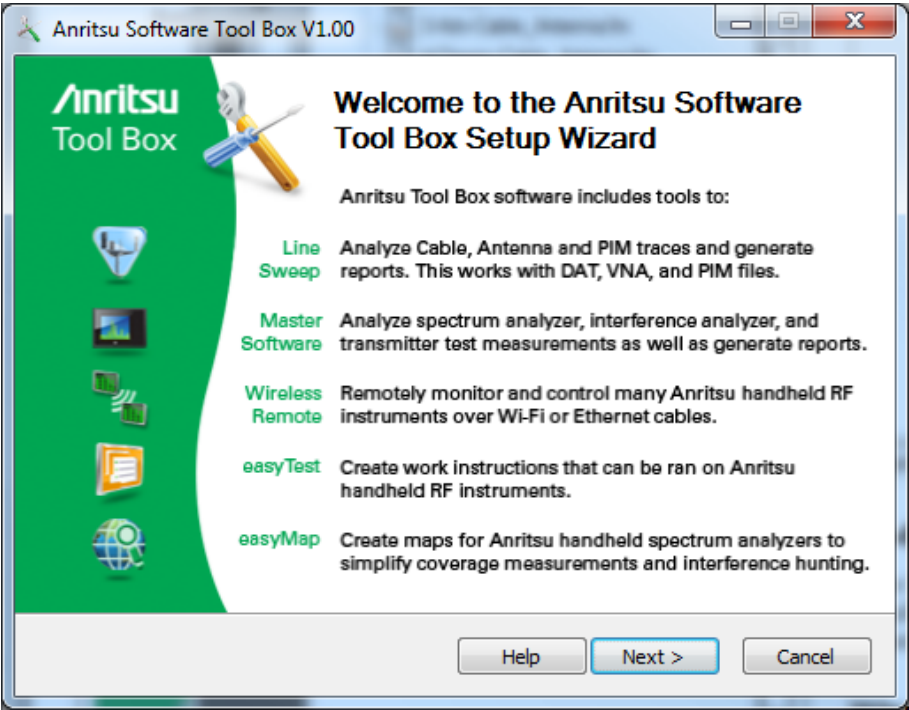 Anritsu Software Tool Box V1.00
Anritsu
Tool Box
Welcome to the Anritsu Software
Tool Box Setup Wizard
Anritsu Tool Box software includes tools to:
Line
Sweep
Analyze Cable, Antenna and PIM traces and generate
reports. This works with DAT, VNA, and PIM files.
Master
Software
Analyze spectrum analyzer, interference analyzer, and
transmitter test measurements as well as generate reports.
Wireless
Remote
Remotely monitor and control many Anritsu handheld RF
instruments over Wi-Fi or Ethernet cables.
easyTest
Create work instructions that can be ran on Anritsu
handheld RF instruments.
easyMap
Create maps for Anritsu handheld spectrum analyzers to
simplify coverage measurements and interference hunting.
Help
Next >
Cancel